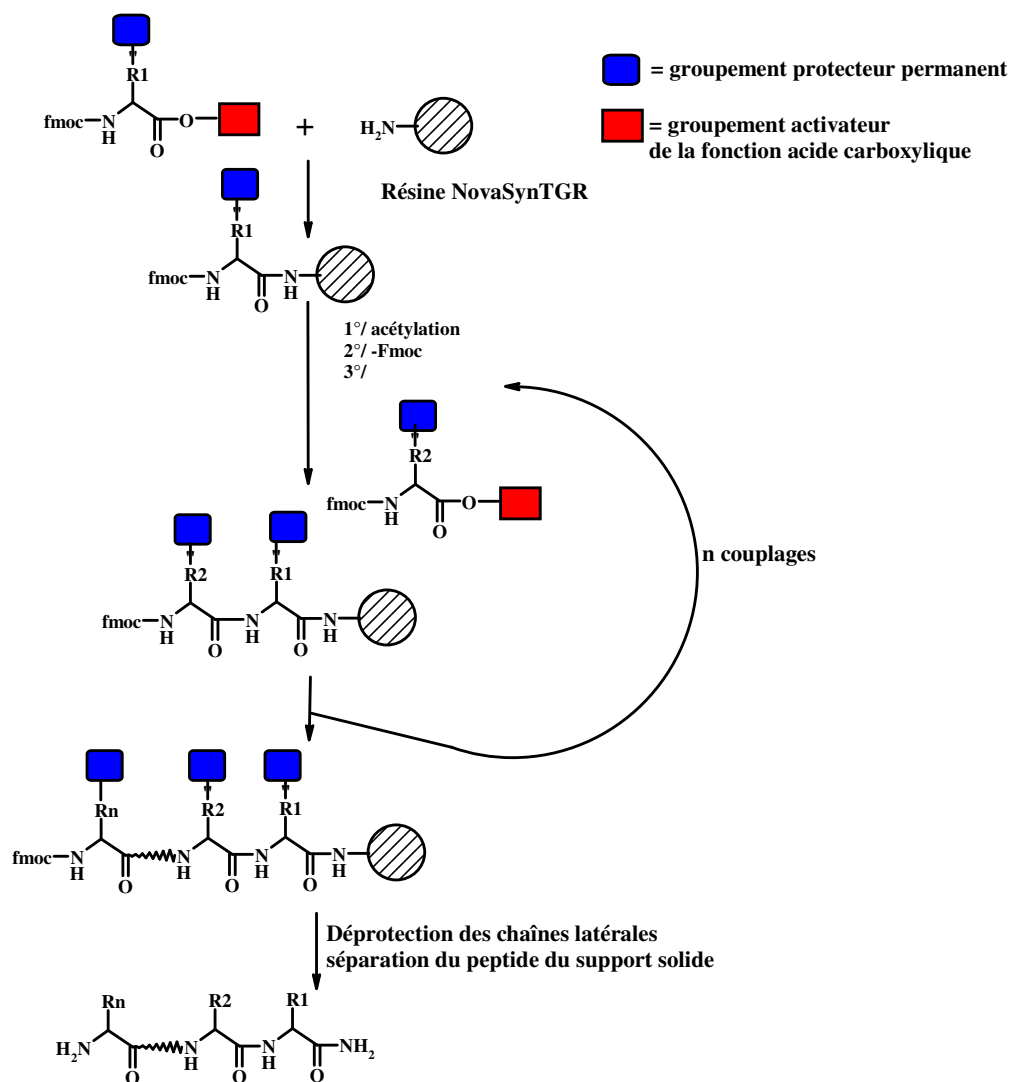 R1
fmoc
N
H
O
O
+
H2N
= groupement protecteur permanent
= groupement activateur
de la fonction acide carboxylique
Résine NovaSynTGR
R1
fmoc
N
H
O
N
H
1°/ acétylation
2°/ -Fmoc
3°/
R2
fmoc
N
H
O
O
n couplages
R2
R1
fmoc
N
H
O
N
H
O
N
H
Rn
R2
R1
fmoc
N
H
O
N
H
O
N
H
O
N
H
Déprotection des chaînes latérales
séparation du peptide du support solide
Rn
R2
R1
H2N
O
N
H
O
N
H
O
NH2